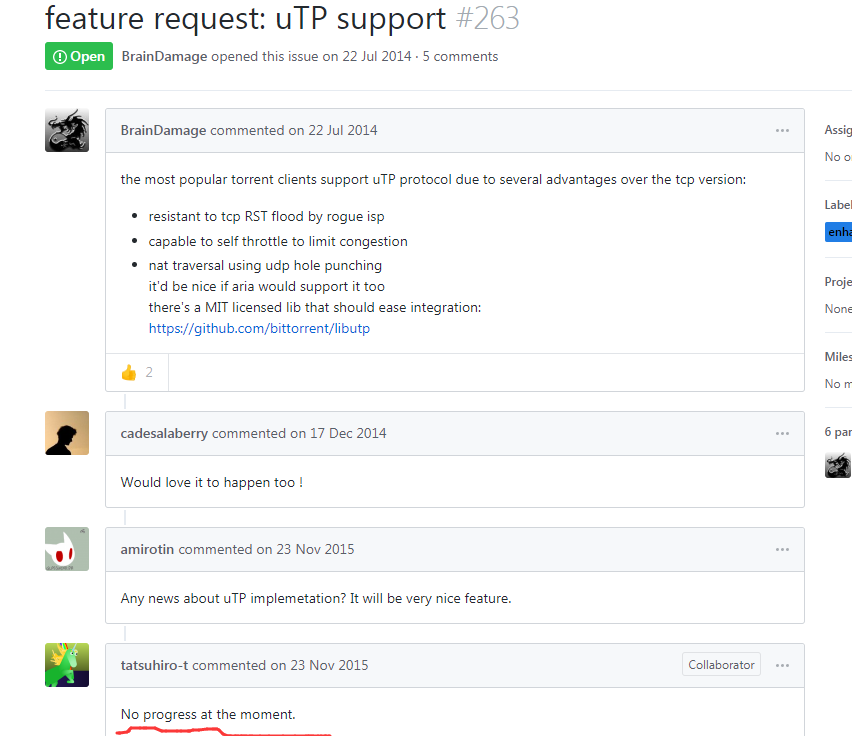 feature request: uTP support #263
Open BrainDamage opened this issue on 22 Jul 2014 · 5 comments
BrainDamage commented on 22 Jul 2014
Assig
No o
the most popular torrent clients support uTP protocol due to several advantages over the tcp version:
Label
resistant to tcp RST flood by rogue isp
enha
capable to self throttle to limit congestion
nat traversal using udp hole punching
Proje
it'd be nice if aria would support it too
there's a MIT licensed lib that should ease integration:
None
https://github.com/bittorrent/libutp
Miles
2
No m
cadesalaberry commented on 17 Dec 2014
6 par
Would love it to happen too !
amirotin commented on 23 Nov 2015
Any news about uTP implemetation? It will be very nice feature.
tatsuhiro-t commented on 23 Nov 2015 Collaborator
No progress at the moment.